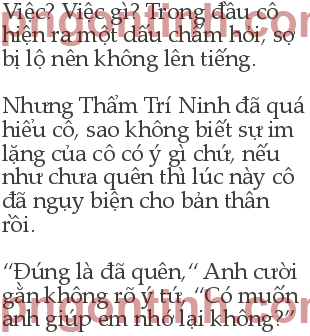 Việc? Việc gì? Trong đầu cô
hiện ra một dấu chấm hỏi, sợ
bị lộ nên không lên tiếng.
Nhưng Thẩm Trí Ninh đã quá
hiểu cô, sao không biết sự im
lặng của cô có ý gì chứ, nếu
như chưa quên thì lúc này cô
đã ngụy biện cho bản thân
rồi.
“Đúng là đã quên,“ Anh cười
gằn không rõ ý tứ, “Có muốn
anh giúp em nhớ lại không?”